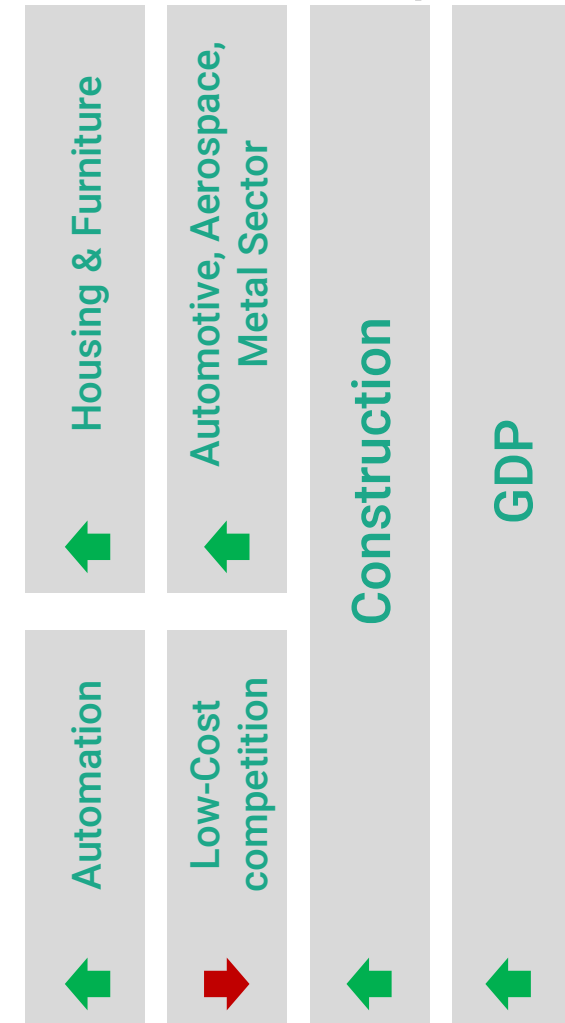 Housing & Furniture
Automotive, Aerospace,
Metal Sector
Construction
GDP
Automation
Low-Cost
competition